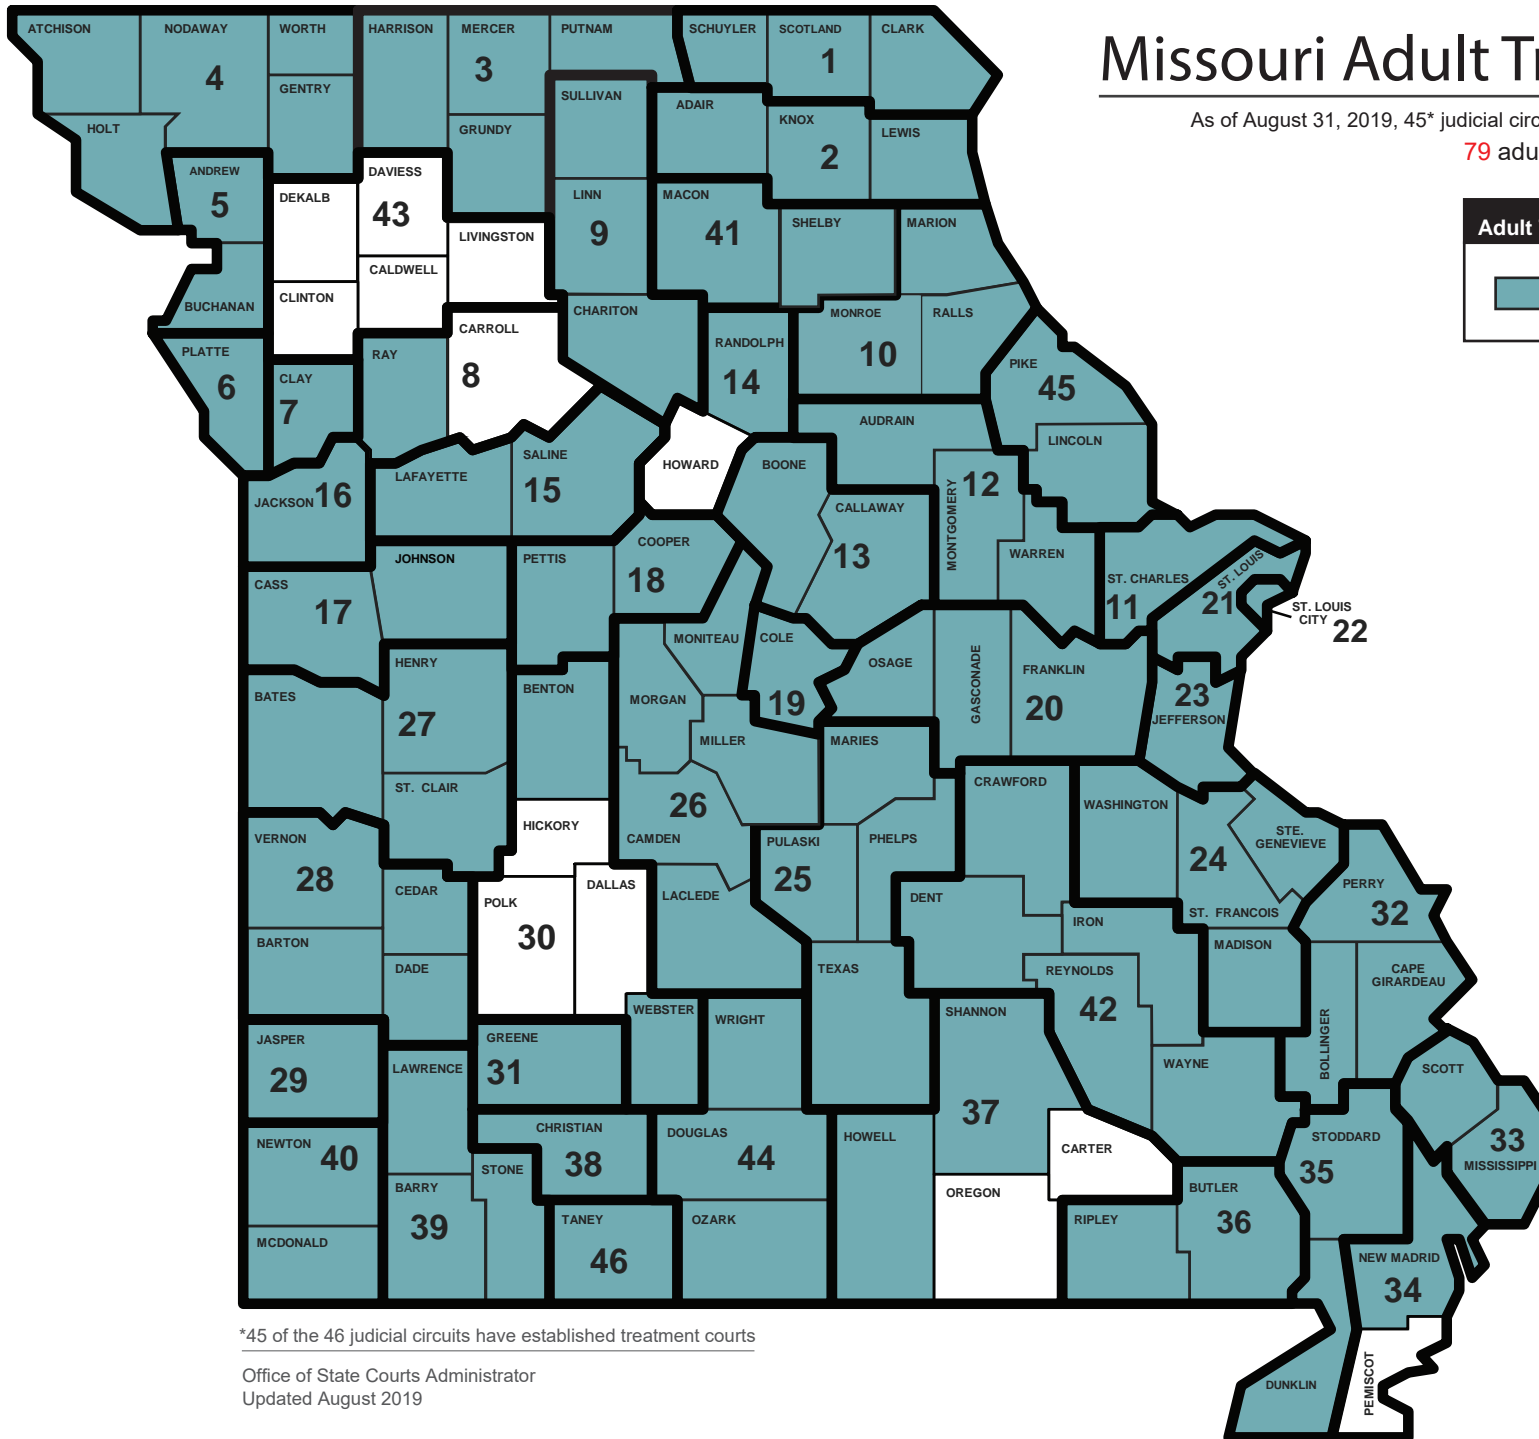 Missouri Adult Tr
As of August 31, 2019, 45* judicial circ
79 adu
Adult
ATCHISON
NODAWAY
WORTH
HARRISON
MERCER
PUTNAM
SCHUYLER
SCOTLAND
CLARK
3
1
4
GENTRY
SULLIVAN
ADAIR
KNOX
LEWIS
HOLT
GRUNDY
2
ANDREW
5
DAVIESS
DEKALB
43
LINN
9
MACON
41
SHELBY
MARION
LIVINGSTON
CALDWELL
CLINTON
BUCHANAN
CHARITON
MONROE
RALLS
CARROLL
8
RANDOLPH
14
10
PLATTE
6
RAY
CLAY
7
PIKE
45
AUDRAIN
LINCOLN
SALINE
15
HOWARD
BOONE
LAFAYETTE
12
MONTGOMERY
JACKSON 16
CALLAWAY
13
COOPER
18
JOHNSON
PETTIS
WARREN
ST. CHARLES
11
ST. LOUIS
21
CASS
17
ST. LOUIS
CITY 22
MONITEAU
COLE
19
HENRY
27
OSAGE
GASCONADE
FRANKLIN
20
BENTON
BATES
MORGAN
23
JEFFERSON
MILLER
MARIES
CRAWFORD
ST. CLAIR
26
WASHINGTON
HICKORY
CAMDEN
VERNON
28
PULASKI
25
PHELPS
STE.
GENEVIEVE
24
CEDAR
DALLAS
PERRY
32
POLK
30
LACLEDE
DENT
ST. FRANCOIS
IRON
BARTON
MADISON
DADE
TEXAS
REYNOLDS
42
CAPE
GIRARDEAU
WEBSTER
WRIGHT
SHANNON
JASPER
29
GREENE
31
BOLLINGER
LAWRENCE
WAYNE
SCOTT
37
CHRISTIAN
38
DOUGLAS
44
HOWELL
STODDARD
35
33
MISSISSIPPI
NEWTON 40
CARTER
STONE
BARRY
39
OREGON
BUTLER
36
TANEY
46
OZARK
RIPLEY
MCDONALD
NEW MADRID
34
PEMISCOT
DUNKLIN
*45 of the 46 judicial circuits have established treatment courts
Office of State Courts Administrator
Updated August 2019